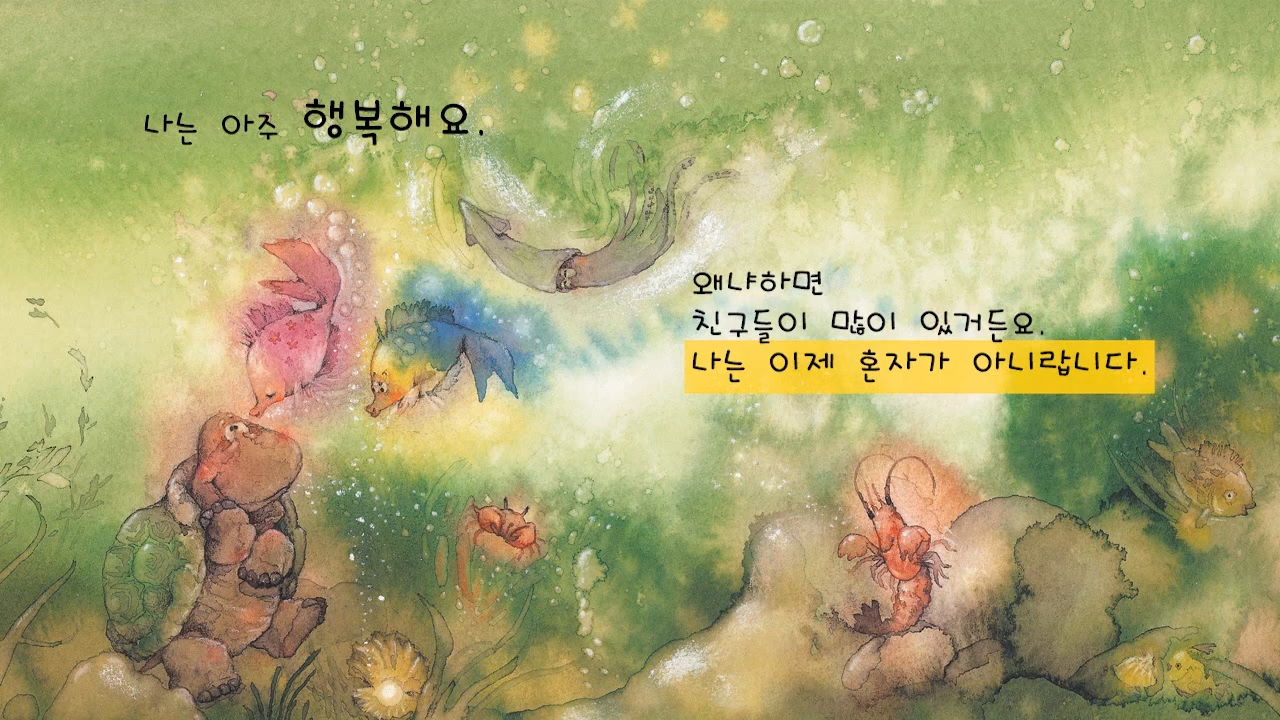 나는 아주 행복해요.
왜냐하면
친구들이 많이 있거든요.
나는 이제 혼자가 아니랍니다.